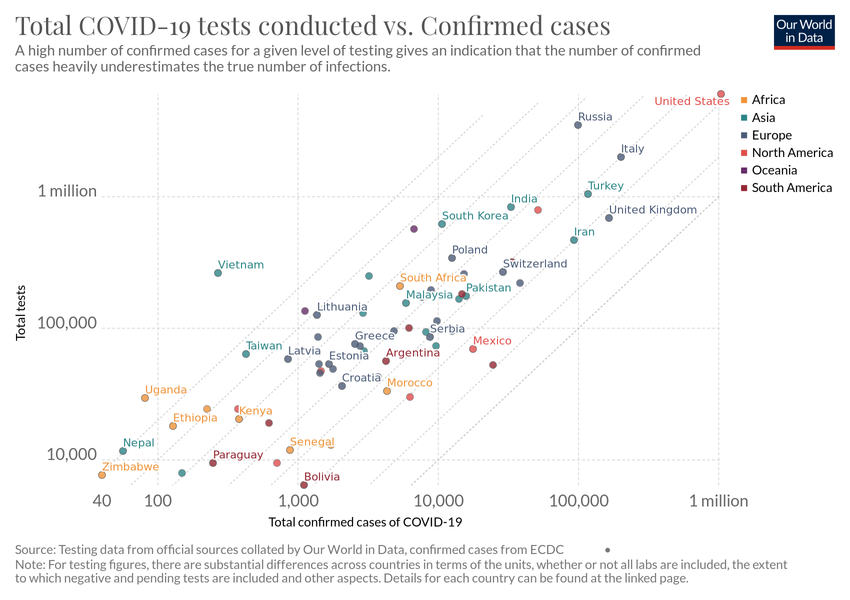 Total COVID-19 tests conducted vs. Confirmed cases
Our World
in Data
A high number of confirmed cases for a given level of testing gives an indication that the number of confirmed
cases heavily underestimates the true number of infections.
United States
Africa
Asia
Europe
North America
Oceania
South America
Russia
Italy
1 million
Turkey
India
South Korea
United Kingdom
Iran
Poland
Vietnam
Switzerland
South Africa
Malaysia
Pakistan
Lithuania
Total tests
100,000
Serbia
Greece
Taiwan
Latvia
Estonia
Argentina
Mexico
Croatia
Morocco
Uganda
Ethiopia
Kenya
Nepal
Senegal
10,000
Paraguay
Zimbabwe
Bolivia
40
100
1,000
10,000
100,000
1 million
Total confirmed cases of COVID-19
Source: Testing data from official sources collated by Our World in Data, confirmed cases from ECDC
Note: For testing figures, there are substantial differences across countries in terms of the units, whether or not all labs are included, the extent
to which negative and pending tests are included and other aspects. Details for each country can be found at the linked page.